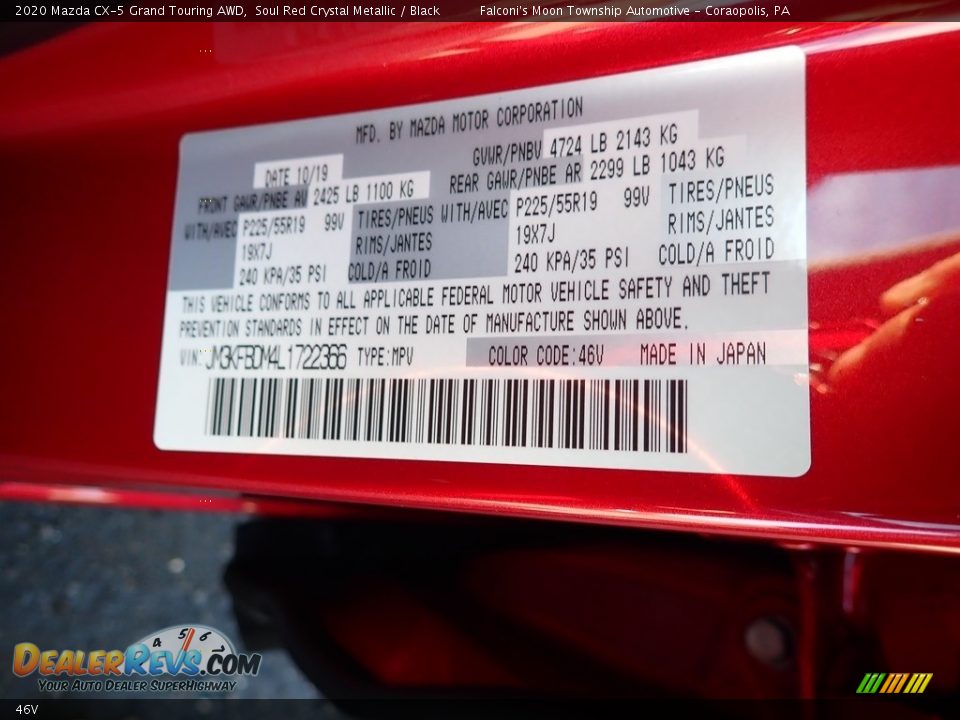 2020 Mazda CX-5 Grand Touring AWD, Soul Red Crystal Metallic / Black Falconi's Moon Township Automotive - Coraopolis, PA
MFD. BY MAZDA MOTOR CORPORATION
DATE 10/19 GVWR/PNBV 4724 LB 2143 KG
FRONT GAWR/PNBE AV 2425 LB 1100 KG REAR GAWR/PNBE AR 2299 LB 1043 KG
WITH/AVEC P225/55R19 99V TIRES/PNEUS WITH/AVEC P225/55R19 99V TIRES/PNEUS
19X7J RIMS/JANTES 19X7J RIMS/JANTES
240 KPA/35 PSI COLD/A FROID 240 KPA/35 PSI COLD/A FROID
THIS VEHICLE CONFORMS TO ALL APPLICABLE FEDERAL MOTOR VEHICLE SAFETY AND THEFT
PREVENTION STANDARDS IN EFFECT ON THE DATE OF MANUFACTURE SHOWN ABOVE.
VIN: JM3KFBDM4L1722366 TYPE:MPV COLOR CODE:46V MADE IN JAPAN
4 5 6
DealerRevs.com
Your Auto Dealer SuperHighway
46V